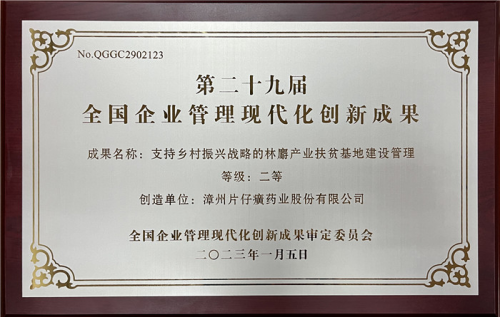 No.QGGC2902123
第二十九届
全国企业管理现代化创新成果
成果名称：支持乡村振兴战略的林麝产业扶贫基地建设管理
等级：二等
创造单位：漳州片仔癀药业股份有限公司
全国企业管理现代化创新成果审定委员会
二〇二三年一月五日